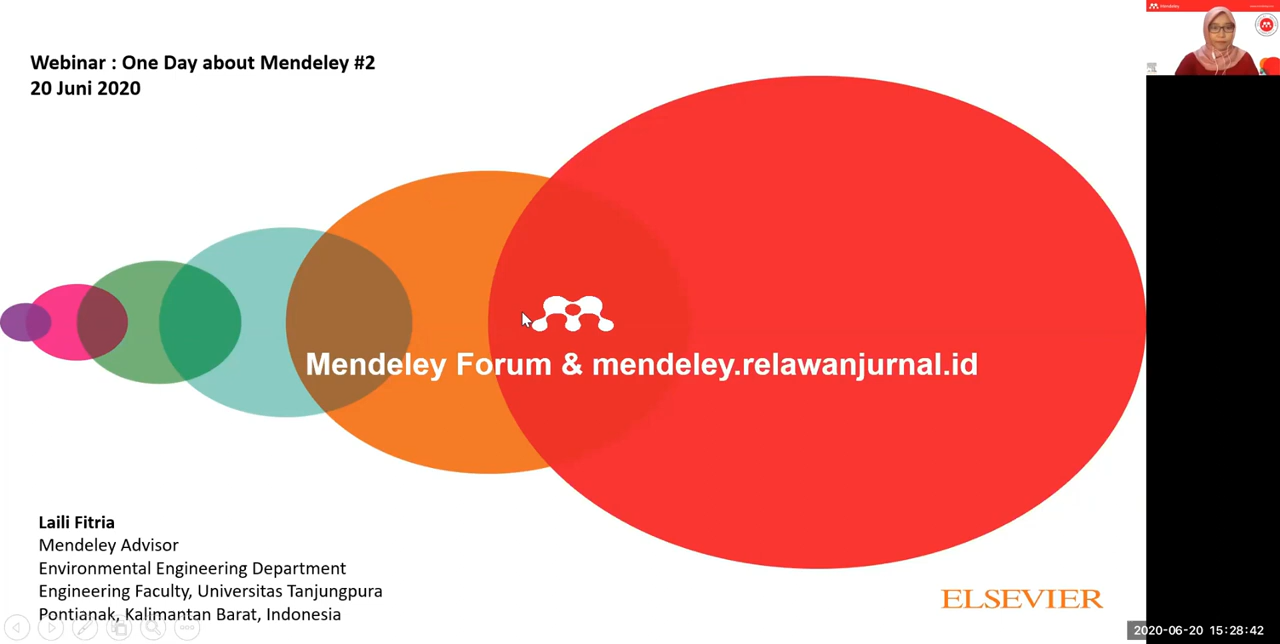 Webinar : One Day about Mendeley #2
20 Juni 2020
Mendeley
Mendeley Forum & mendeley.relawanjurnal.id
Laili Fitria
Mendeley Advisor
Environmental Engineering Department
Engineering Faculty, Universitas Tanjungpura
Pontianak, Kalimantan Barat, Indonesia
ELSEVIER
2020-06-20 15:28:42